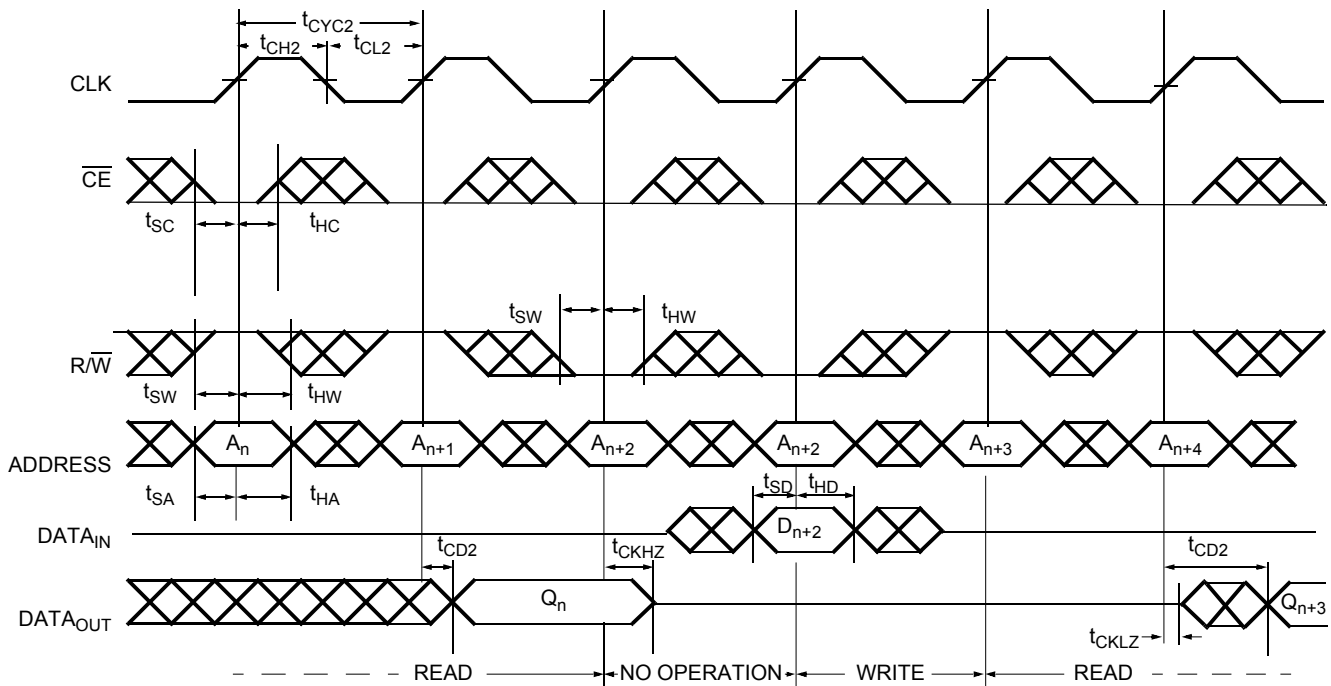 tCYC2
tCH2 tCL2
CLK
CE
tSC tHC
tSW tHW
R/W
tSW tHW
An An+1 An+2 An+2 An+3 An+4
ADDRESS
tSA tHA tSD tHD
Dn+2
DATAIN
tCD2 tCKHZ tCD2
Qn Qn+3
DATAOUT
tCKLZ
READ NO OPERATION WRITE READ